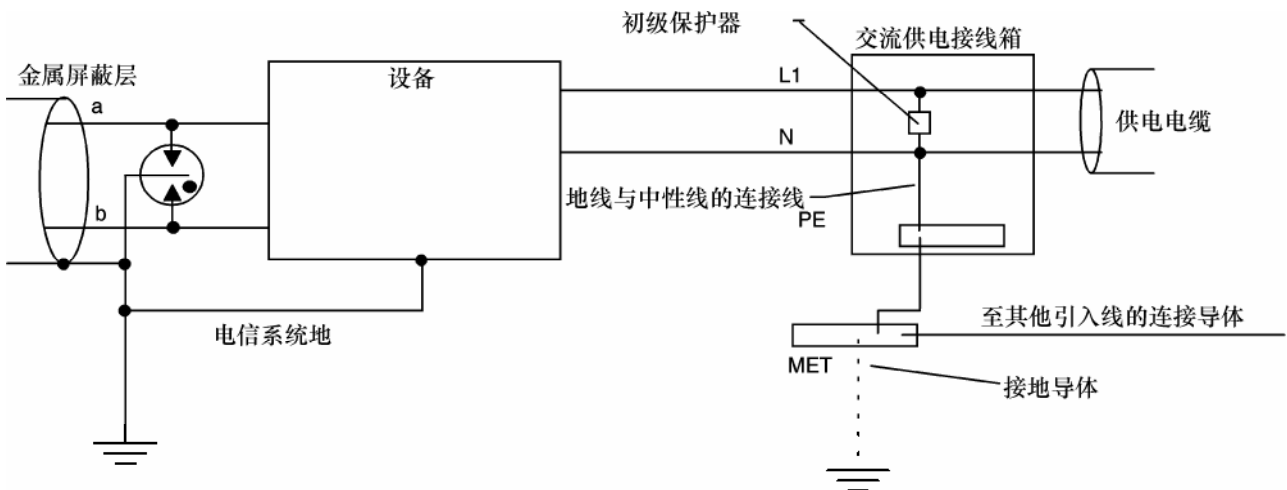 初级保护器
交流供电接线箱
金属屏蔽层
设备
L1
a
供电电缆
N
地线与中性线的连接线
b
PE
至其他引入线的连接导体
电信系统地
MET
接地导体